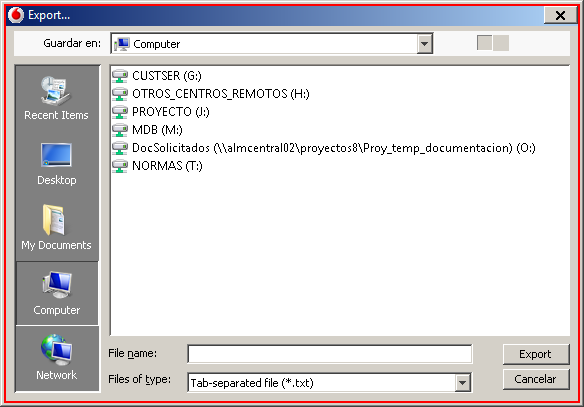 Export...
Guardar en:
Computer
Recent Items
Desktop
My Documents
Computer
Network
CUSTSER (G:)
OTROS_CENTROS_REMOTOS (H:)
PROYECTO (J:)
MDB (M:)
DocSolicitados (\\almcentral02\proyectos8\Proy_temp_documentacion) (O:)
NORMAS (T:)
File name:
Export
Files of type:
Tab-separated file (*.txt)
Cancelar